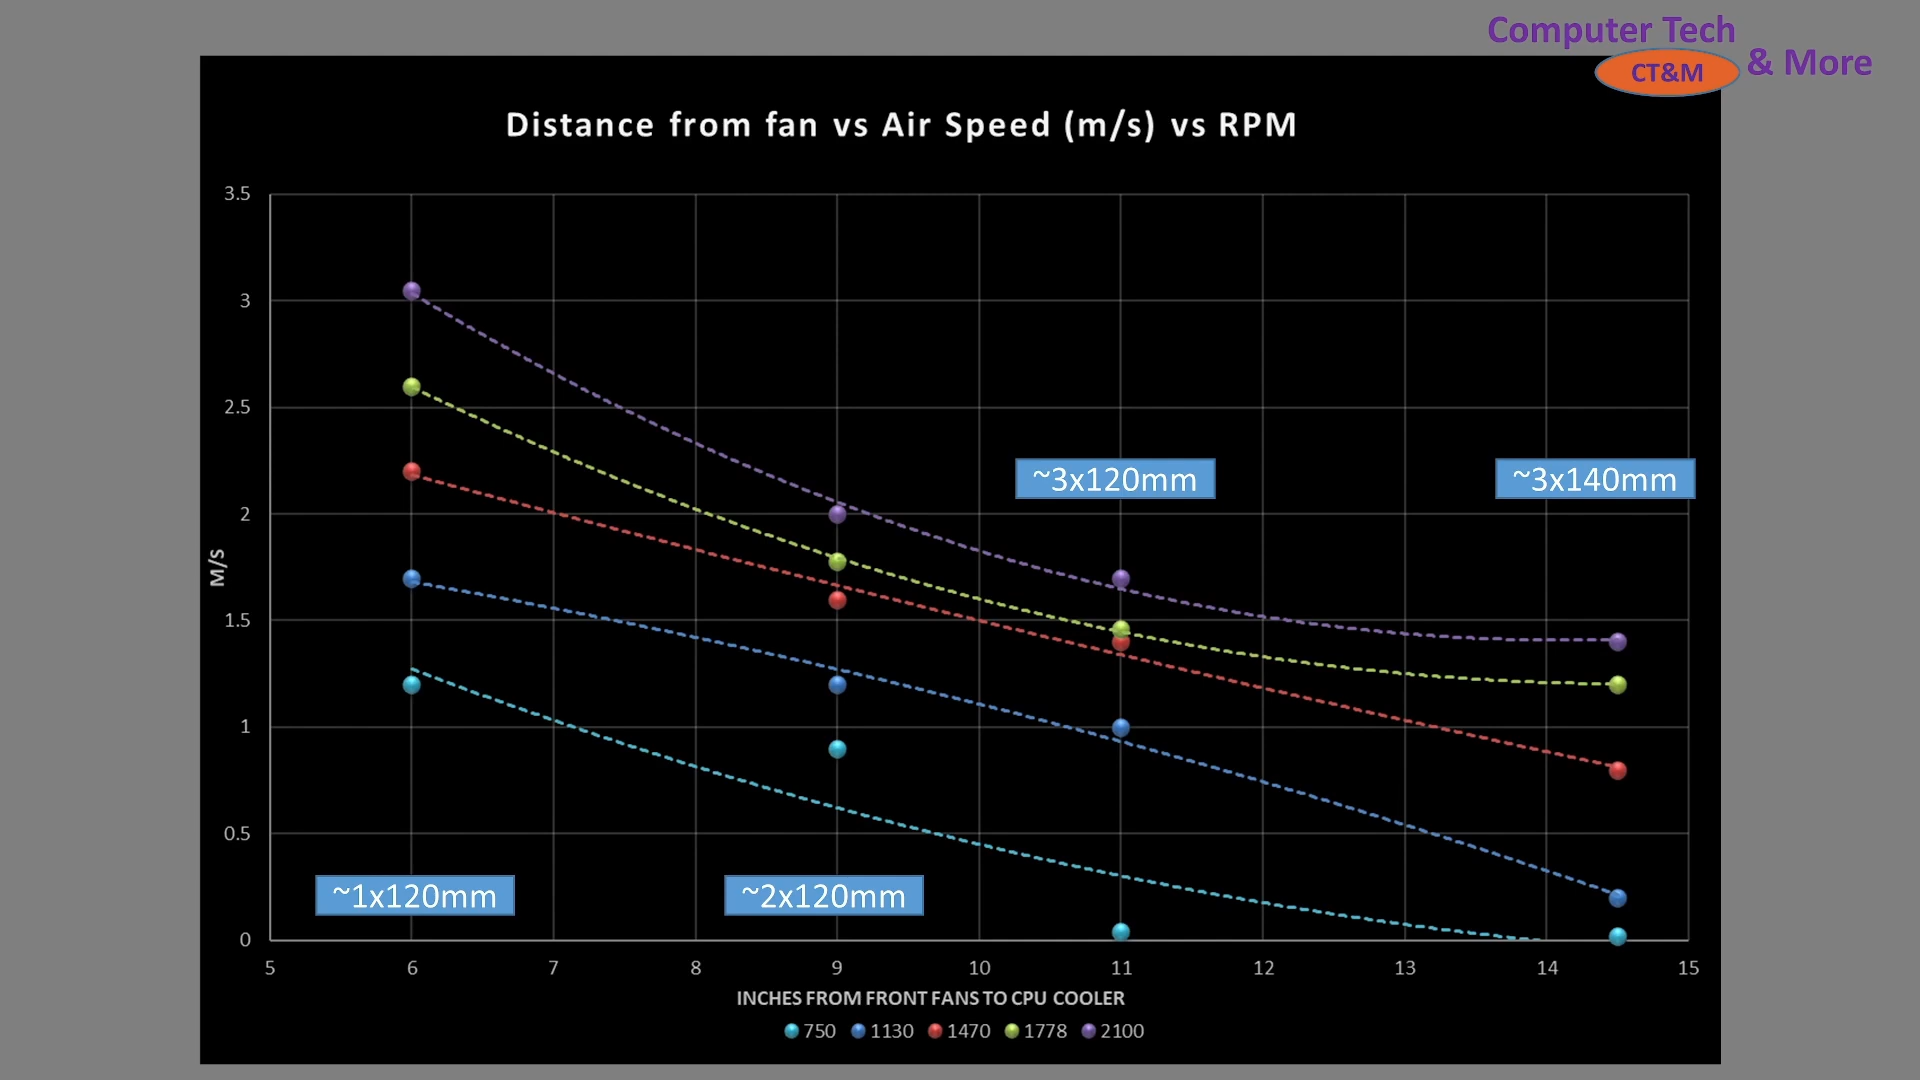 Computer Tech
CT&M
& More
Distance from fan vs Air Speed (m/s) vs RPM
3.5
3
2.5
~3x120mm
~3x140mm
2
M/s
1.5
1
0.5
~1x120mm
~2x120mm
0
5 6 7 8 9 10 11 12 13 14 15
INCHES FROM FRONT FANS TO CPU COOLER
750 1130 1470 1778 2100